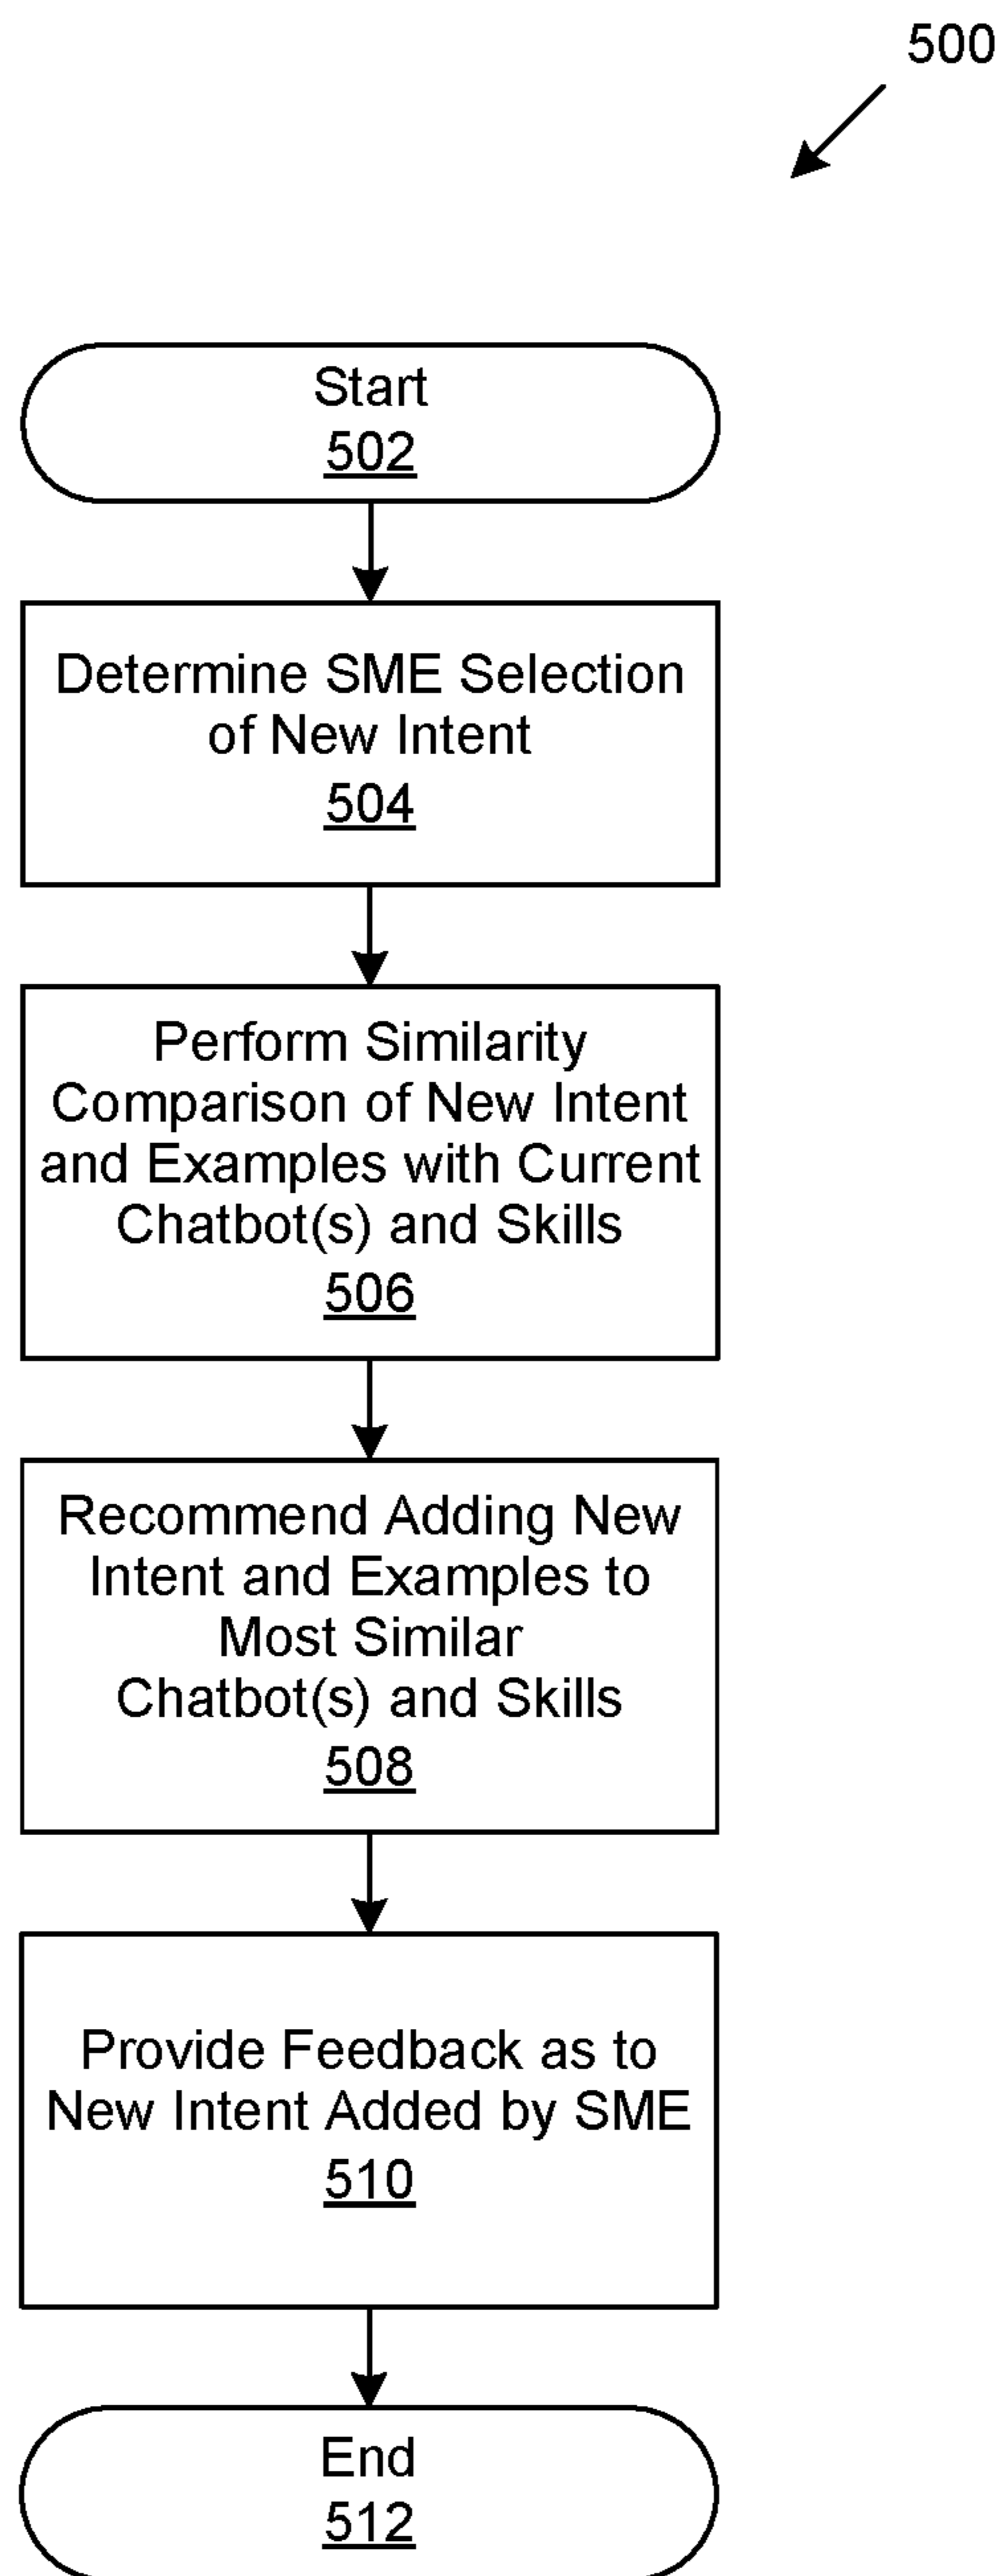 500
Start
502
Determine SME Selection
of New Intent
504
Perform Similarity
Comparison of New Intent
and Examples with Current
Chatbot(s) and Skills
506
Recommend Adding New
Intent and Examples to
Most Similar
Chatbot(s) and Skills
508
Provide Feedback as to
New Intent Added by SME
510
End
512